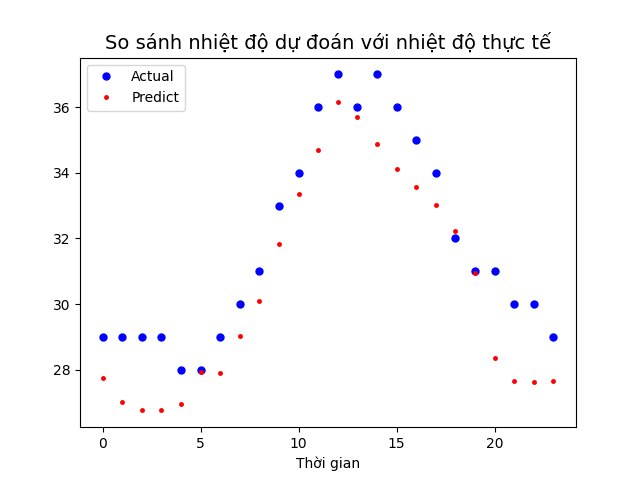 So sánh nhiệt độ dự đoán với nhiệt độ thực tế
Actual
Predict
36
34
32
30
28
0 5 10 15 20
Thời gian